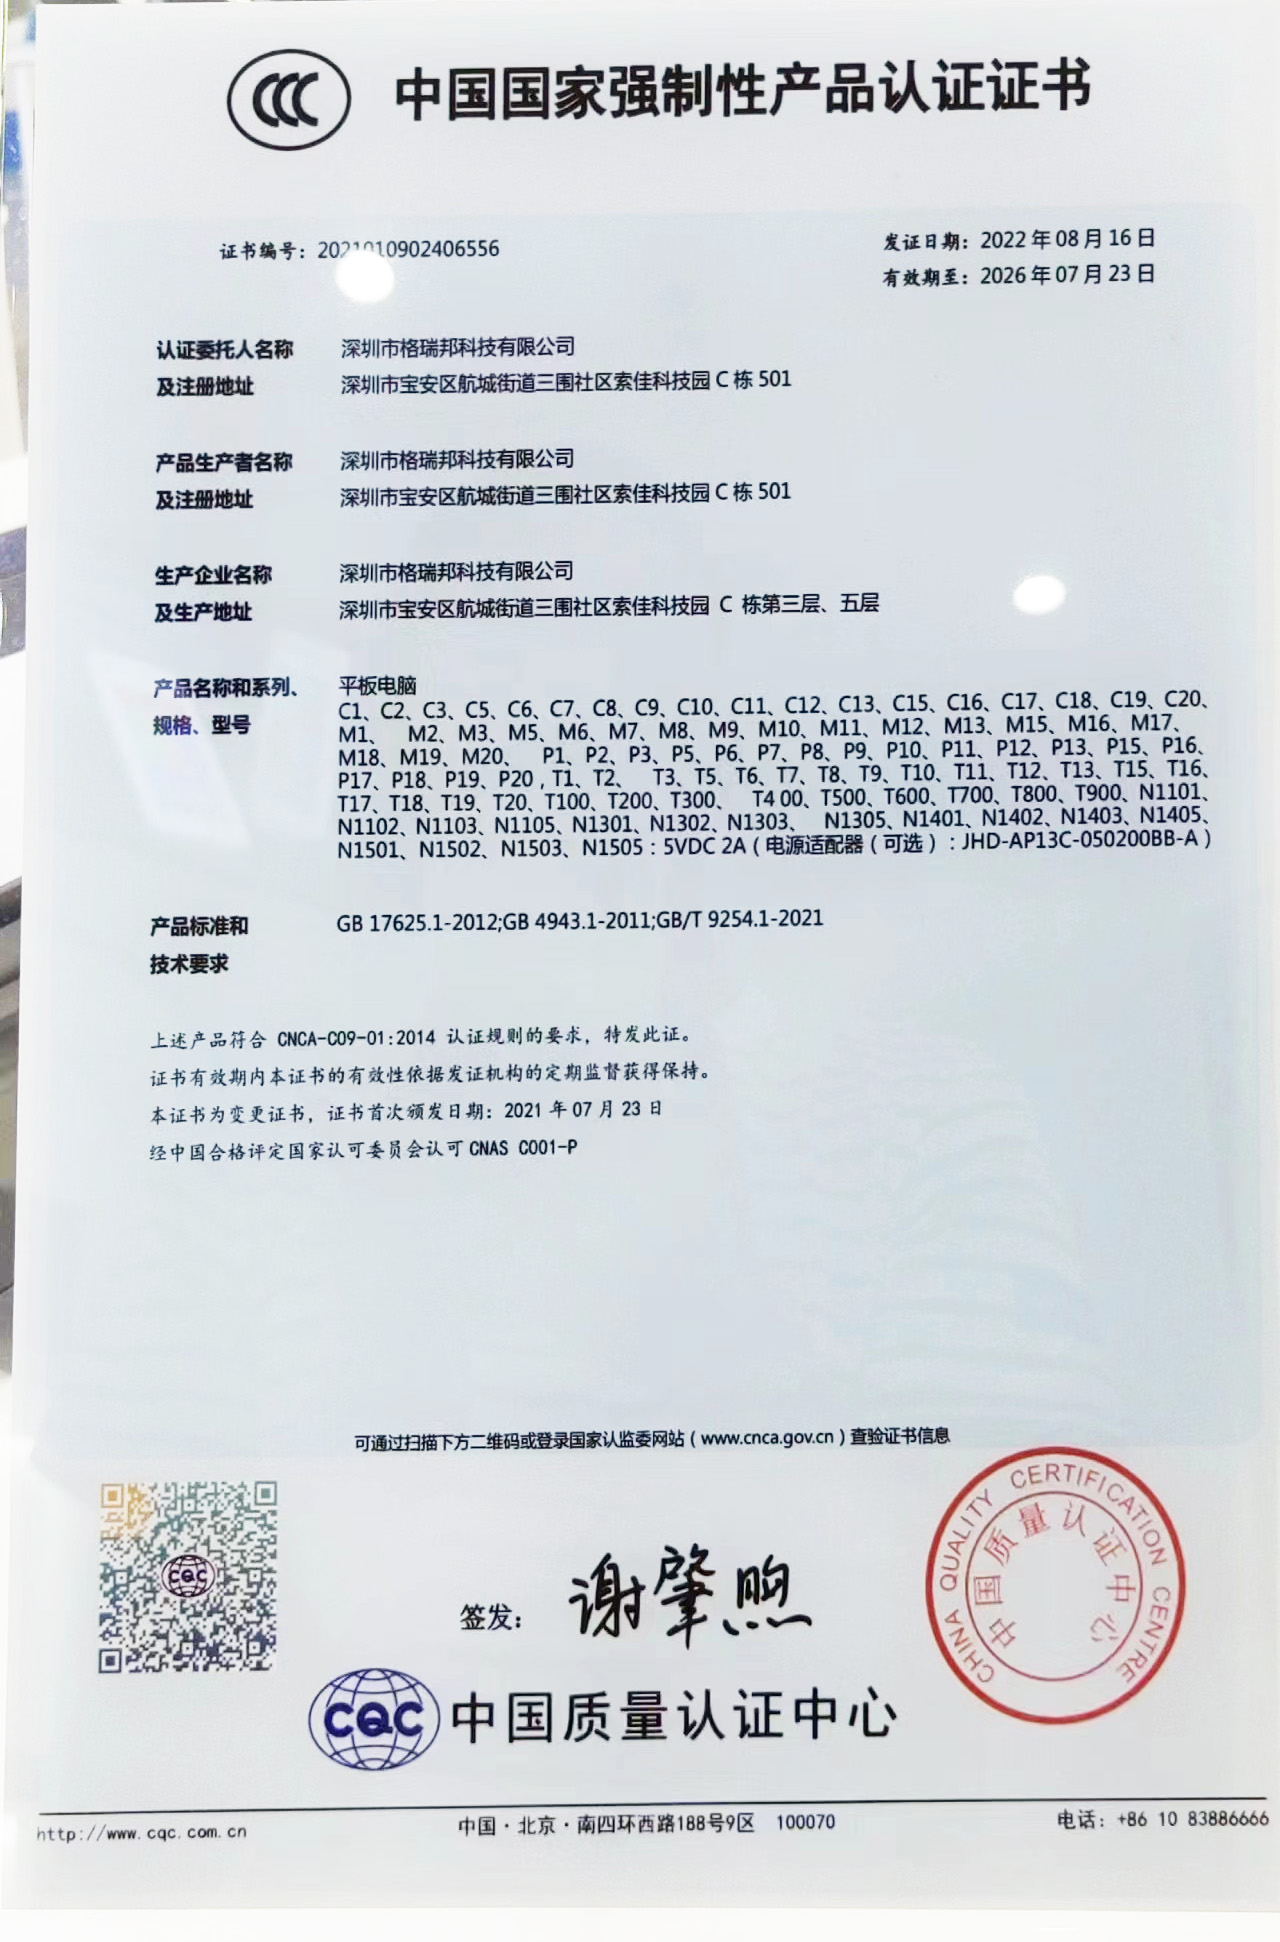 中国国家强制性产品认证证书
证书编号：2021010902406556
发证日期：2022年08月16日
有效期至：2026年07月23日
认证委托人名称 深圳市格瑞邦科技有限公司
及注册地址 深圳市宝安区航城街道三围社区索佳科技园C栋501
产品生产者名称 深圳市格瑞邦科技有限公司
及注册地址 深圳市宝安区航城街道三围社区索佳科技园C栋501
生产企业名称 深圳市格瑞邦科技有限公司
及生产地址 深圳市宝安区航城街道三围社区索佳科技园 C 栋第三层、五层
产品名称和系列、 平板电脑
规格、型号
C1、C2、C3、C5、C6、C7、C8、C9、C10、C11、C12、C13、C15、C16、C17、C18、C19、C20、
M1、 M2、M3、M5、M6、M7、M8、M9、M10、M11、M12、M13、M15、M16、M17、
M18、M19、M20、 P1、P2、P3、P5、P6、P7、P8、P9、P10、P11、P12、P13、P15、P16、
P17、P18、P19、P20，T1、T2、 T3、T5、T6、T7、T8、T9、T10、T11、T12、T13、T15、T16、
T17、T18、T19、T20、T100、T200、T300、 T4 00、T500、T600、T700、T800、T900、N1101、
N1102、N1103、N1105、N1301、N1302、N1303、 N1305、N1401、N1402、N1403、N1405、
N1501、N1502、N1503、N1505：5VDC 2A（电源适配器（可选）：JHD-AP13C-050200BB-A）
产品标准和 GB 17625.1-2012;GB 4943.1-2011;GB/T 9254.1-2021
技术要求
上述产品符合 CNCA-C09-01:2014 认证规则的要求，特发此证。
证书有效期内本证书的有效性依据发证机构的定期监督获得保持。
本证书为变更证书，证书首次颁发日期：2021年07月23日
经中国合格评定国家认可委员会认可CNAS C001-P
可通过扫描下方二维码或登录国家认监委网站（www.cnca.gov.cn）查验证书信息
CQC
签发：谢肇煦
CHINA QUALITY CERTIFICATION CENTRE
中国质量认证中心
CQC 中国质量认证中心
http://www.cqc.com.cn
中国·北京·南四环西路188号9区 100070
电话：+86 10 83886666